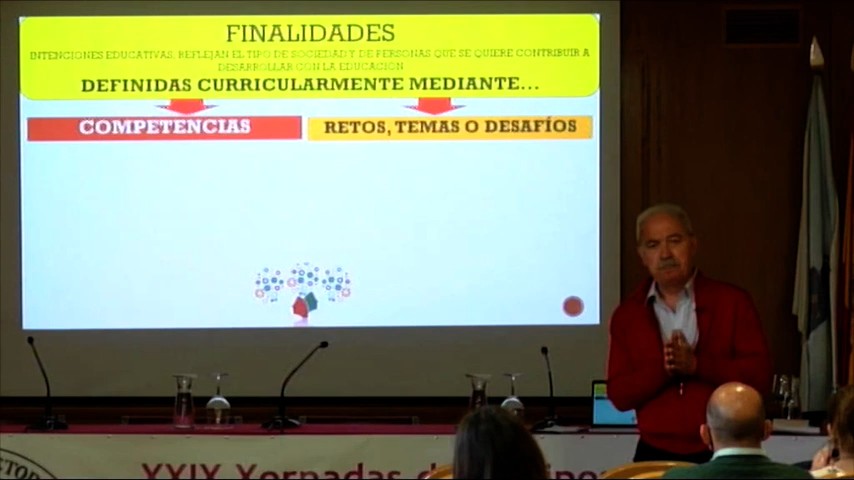 FINALIDADES
INTENCIONES EDUCATIVAS, REFLEJAN EL TIPO DE SOCIEDAD Y DE PERSONAS QUE SE QUIERE CONTRIBUIR A
DESARROLLAR CON LA EDUCACIÓN
DEFINIDAS CURRICULARMENTE MEDIANTE...
COMPETENCIAS
RETOS, TEMAS O DESAFÍOS
XXIX Xornadas